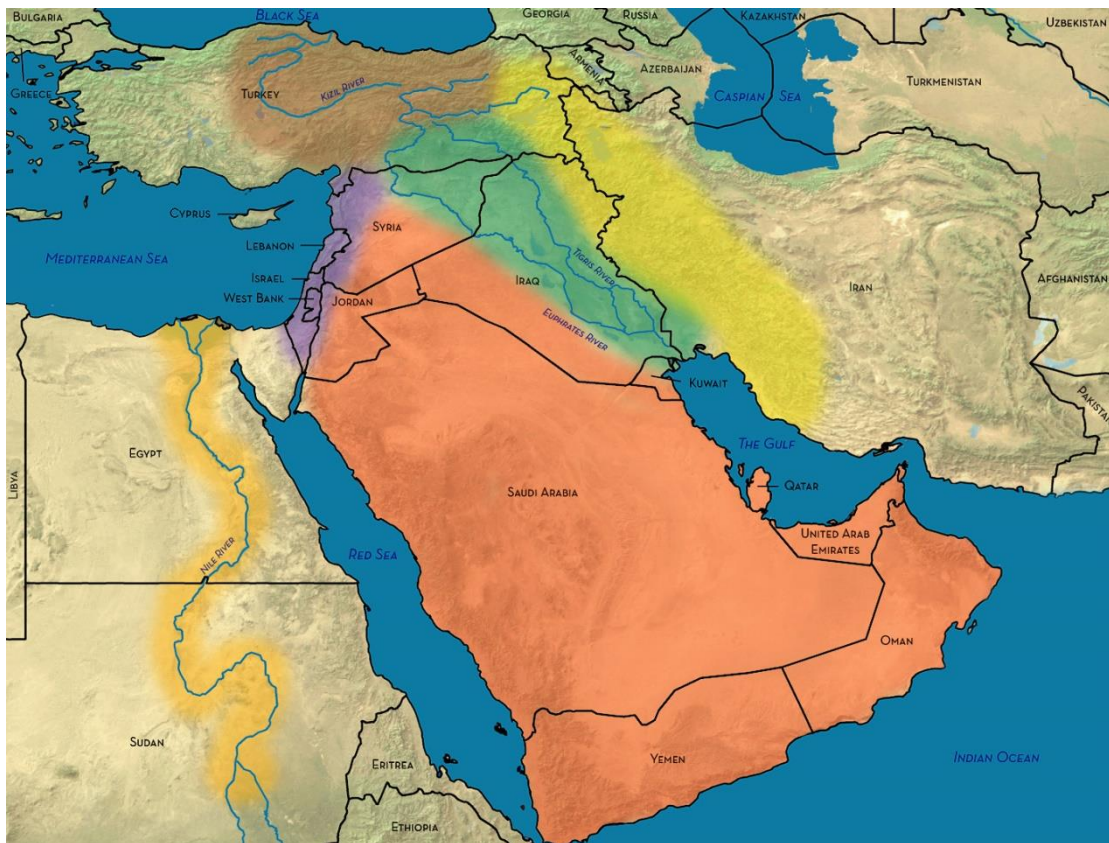 Black Sea
Bulgaria
Georgia
Russia
Kazakhstan
Uzbekistan
Greece
Turkey
Kizil River
Armenia
Azerbaijan
Caspian Sea
Turkmenistan
Cyprus
Syria
Lebanon
Mediterranean Sea
Israel
West Bank
Jordan
Iraq
Tigris River
Euphrates River
Iran
Afghanistan
Kuwait
Pakistan
The Gulf
Egypt
Libya
Saudi Arabia
Qatar
United Arab
Emirates
Red Sea
Nile River
Oman
Sudan
Yemen
Indian Ocean
Eritrea
Ethiopia